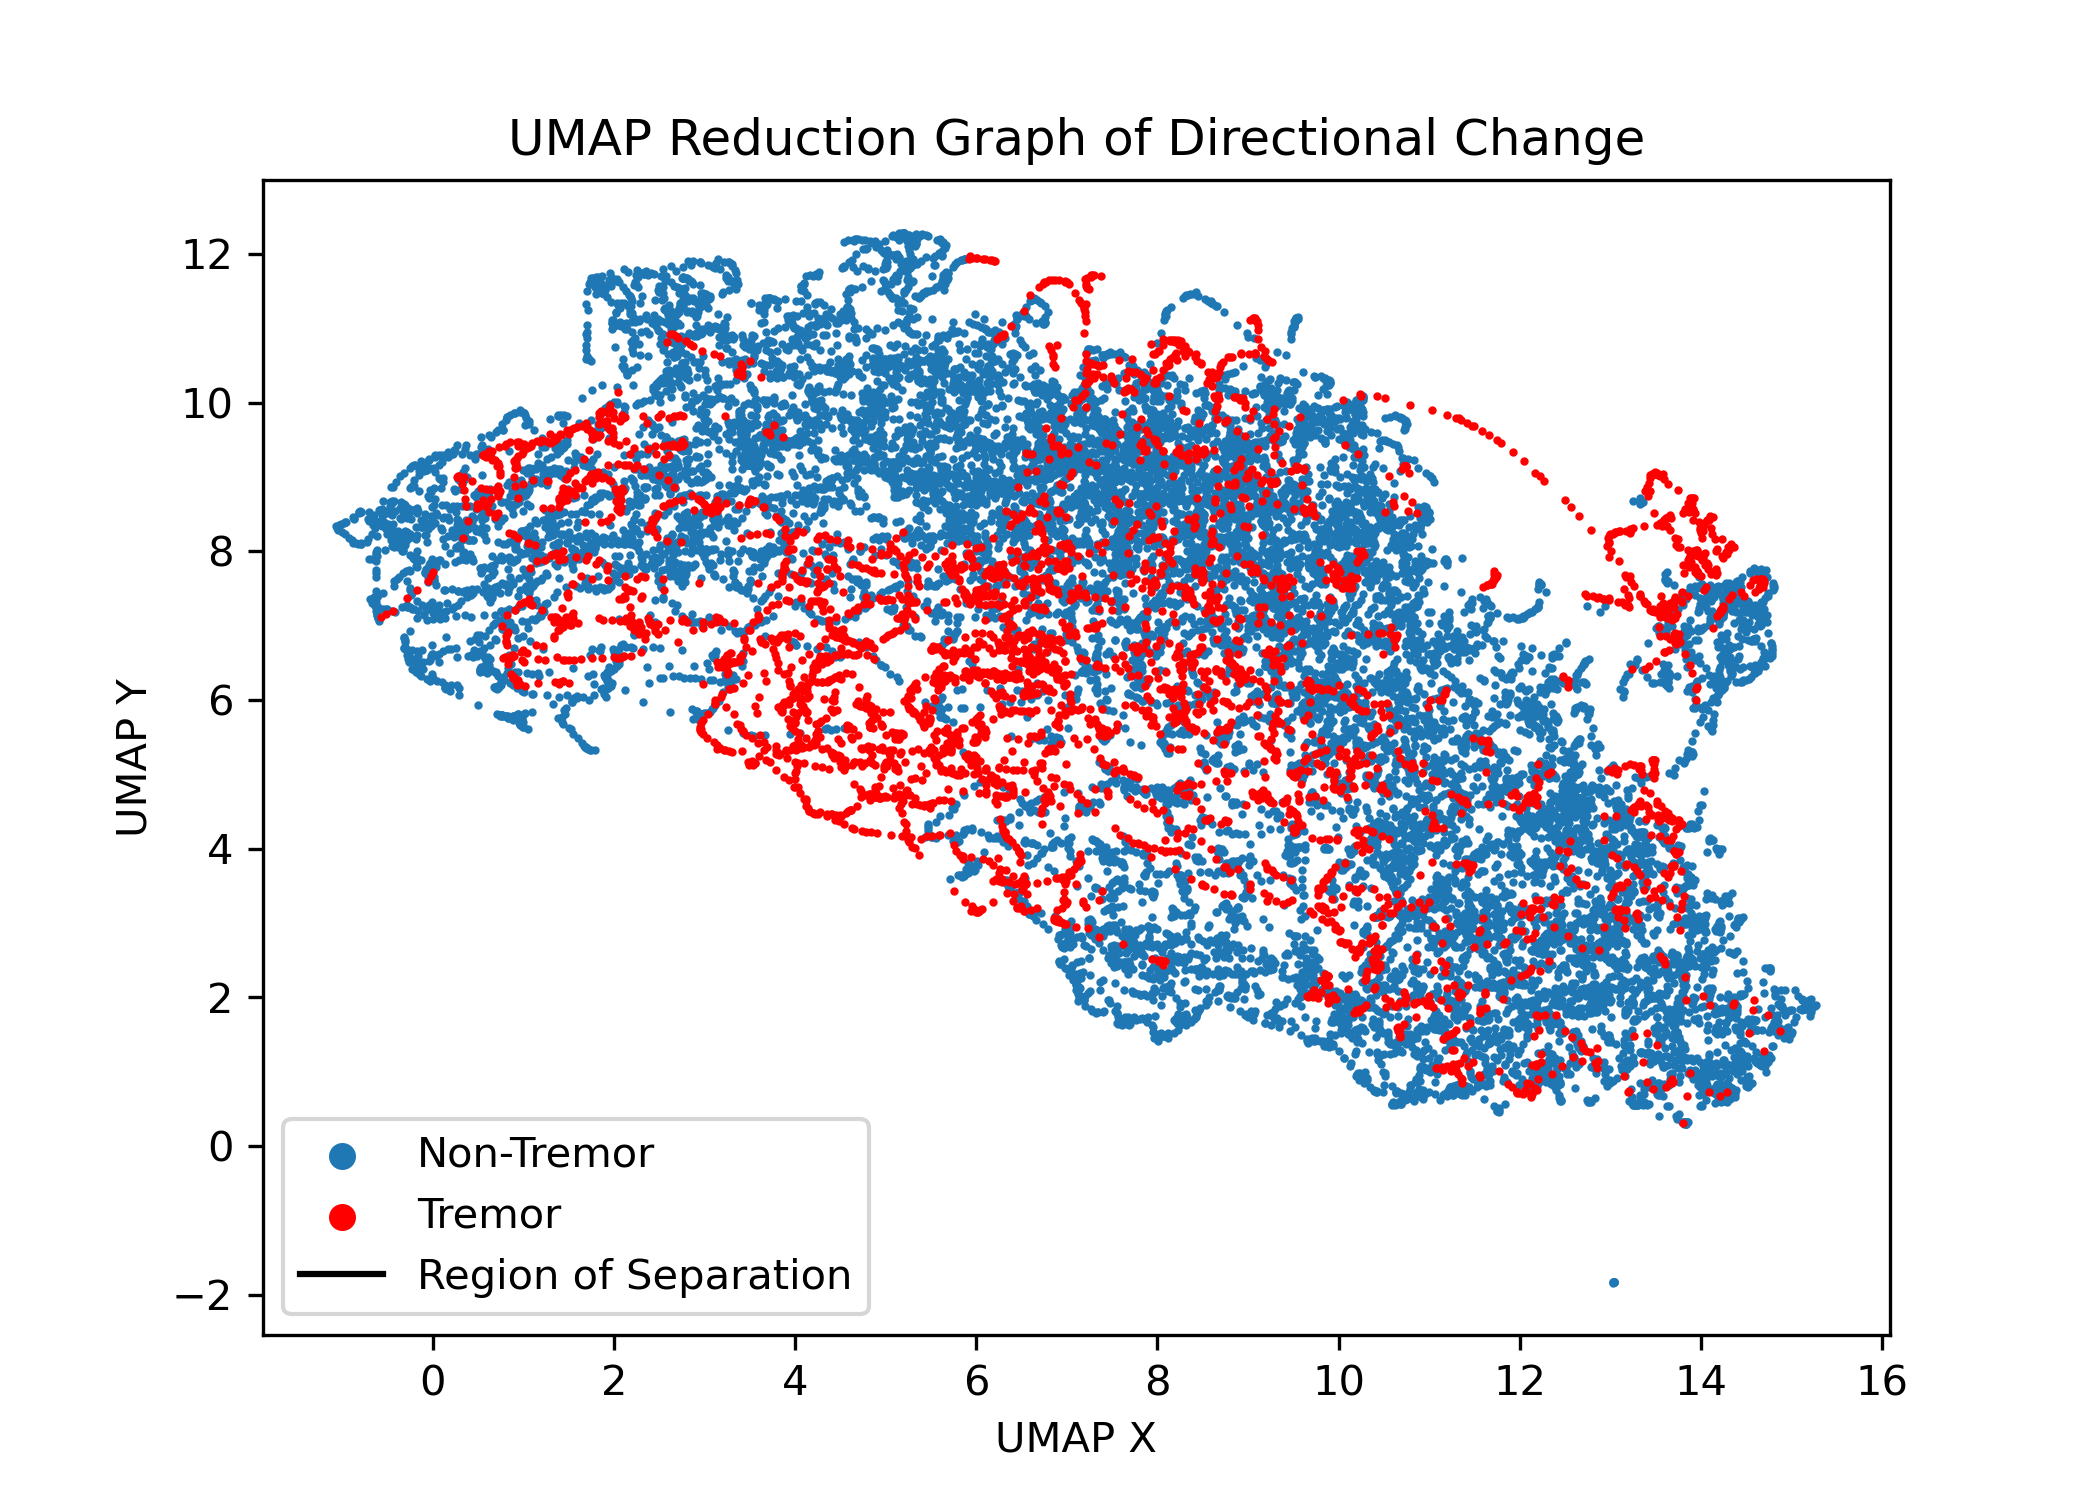 UMAP Reduction Graph of Directional Change
12
10
8
6
4
2
0
−2
UMAP Y
Non-Tremor
Tremor
Region of Separation
0 2 4 6 8 10 12 14 16
UMAP X